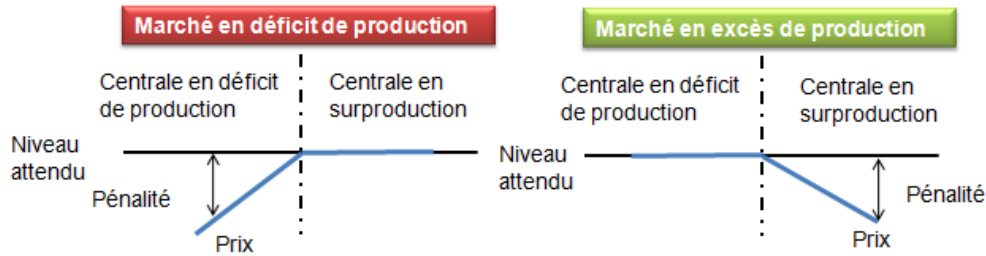 Marché en déficit de production
Centrale en déficit
de production
Centrale en
surproduction
Niveau
attendu
Pénalité
Prix
Marché en excès de production
Centrale en déficit
de production
Centrale en
surproduction
Niveau
attendu
Pénalité
Prix